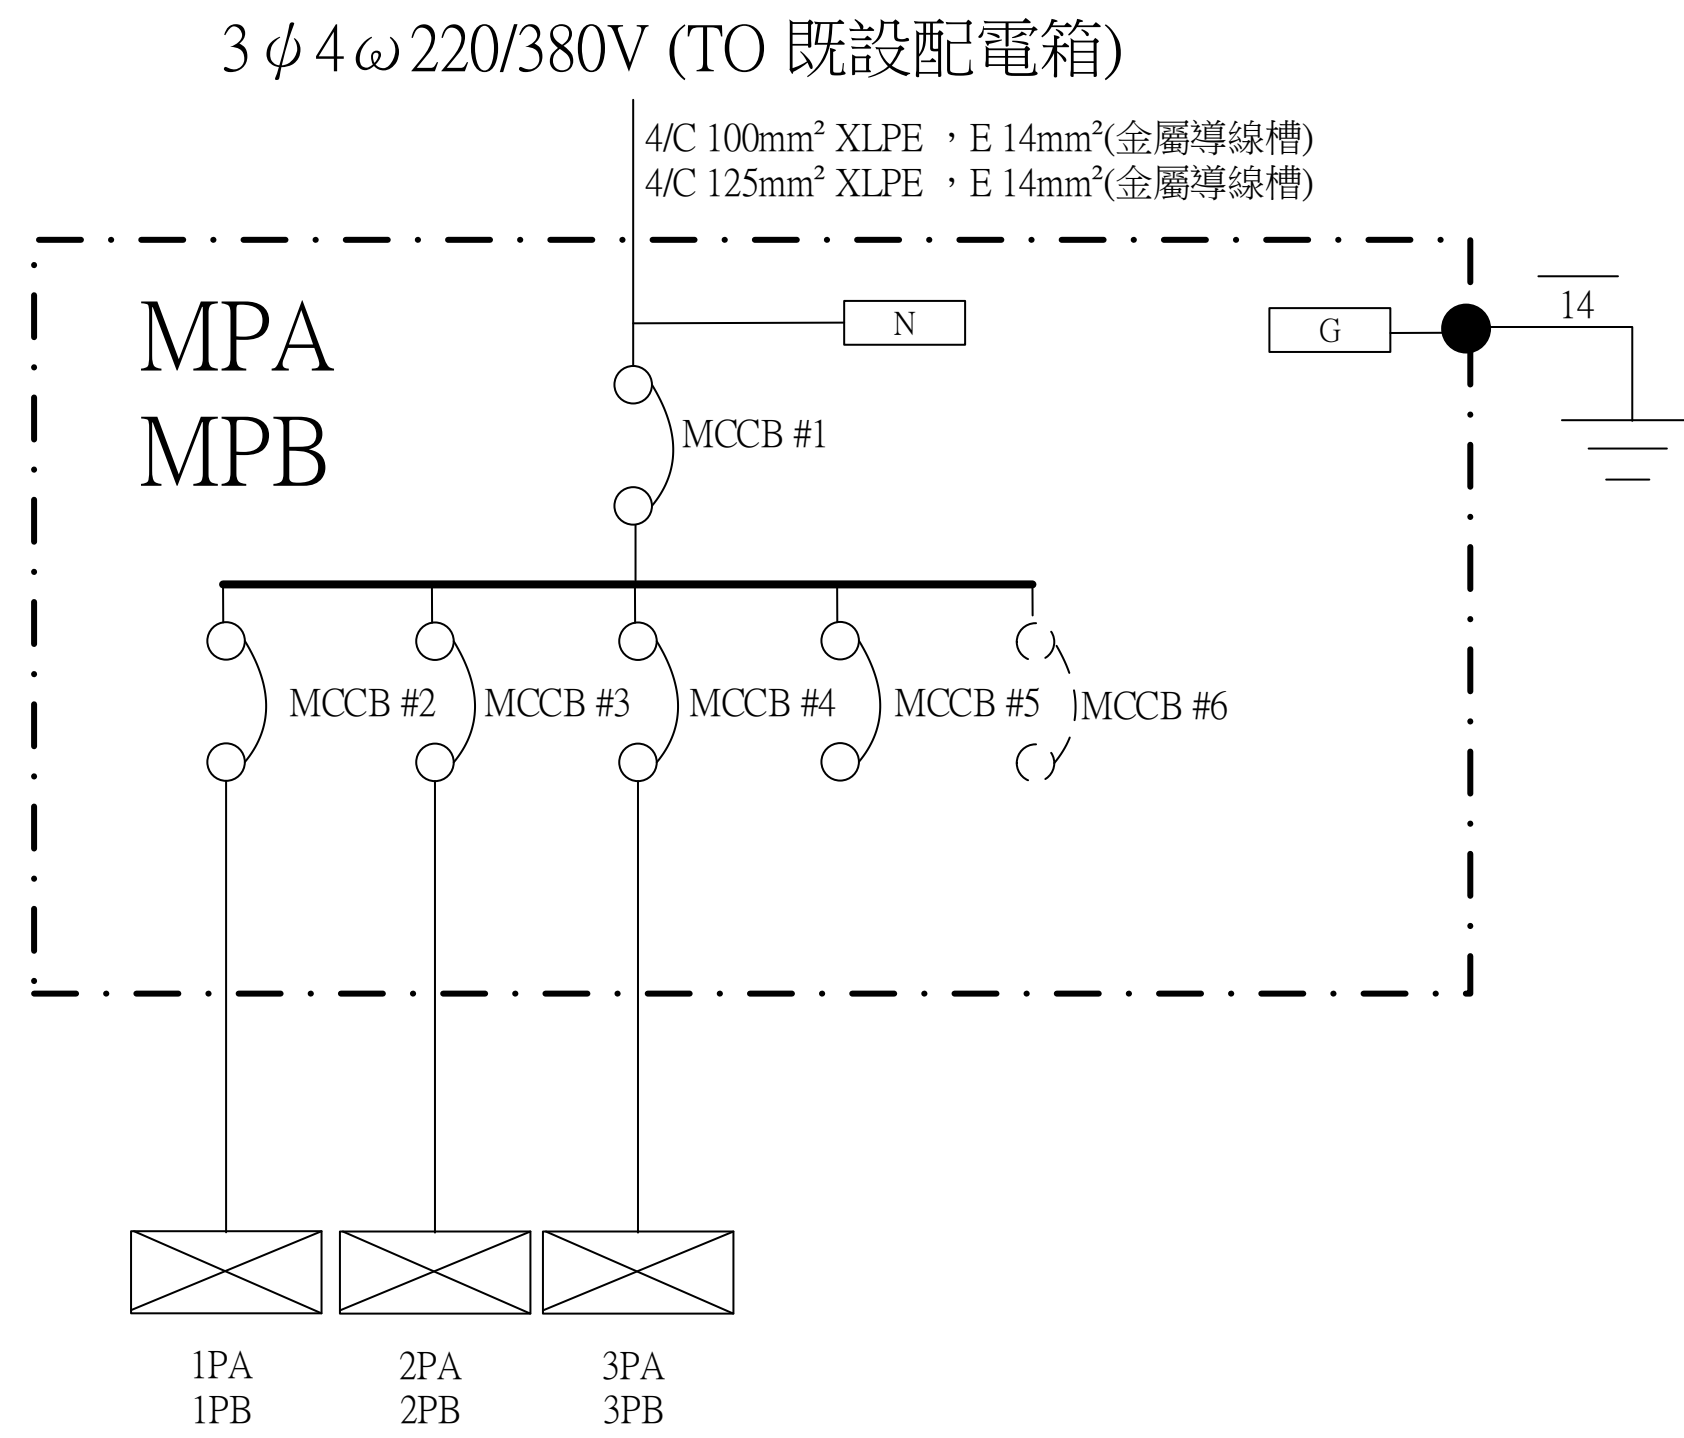 3φ4ω220/380V (TO 既設配電箱)
4/C 100mm² XLPE ，E 14mm²(金屬導線槽)
4/C 125mm² XLPE ，E 14mm²(金屬導線槽)
MPA
MPB
N
G
14
MCCB #1
MCCB #2
MCCB #3
MCCB #4
MCCB #5
MCCB #6
1PA
1PB
2PA
2PB
3PA
3PB